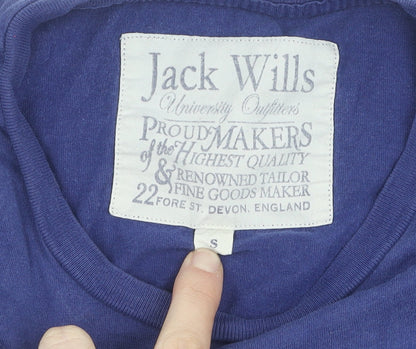 Jack Wills
University Outfitters
PROUD MAKERS
of the HIGHEST QUALITY
& RENOWNED TAILOR
FINE GOODS MAKER
22 FORE ST. DEVON. ENGLAND
S